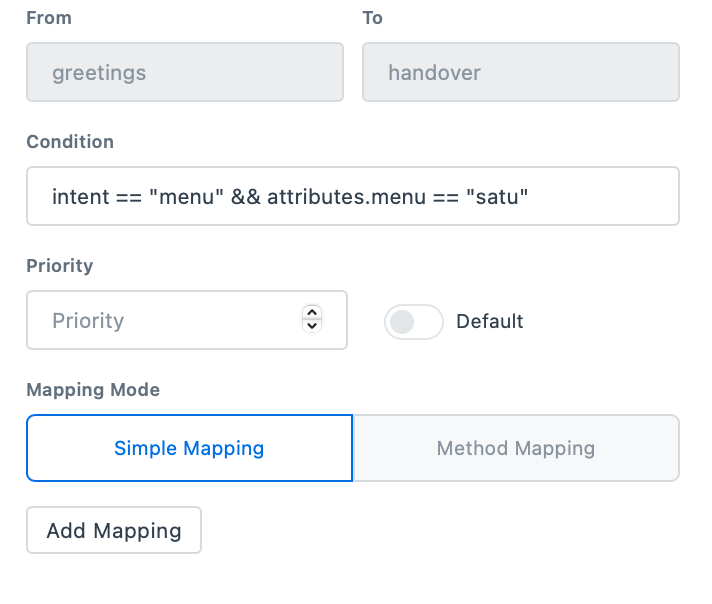 From To
greetings handover
Condition
intent == "menu" && attributes.menu == "satu"
Priority
Priority Default
Mapping Mode
Simple Mapping Method Mapping
Add Mapping